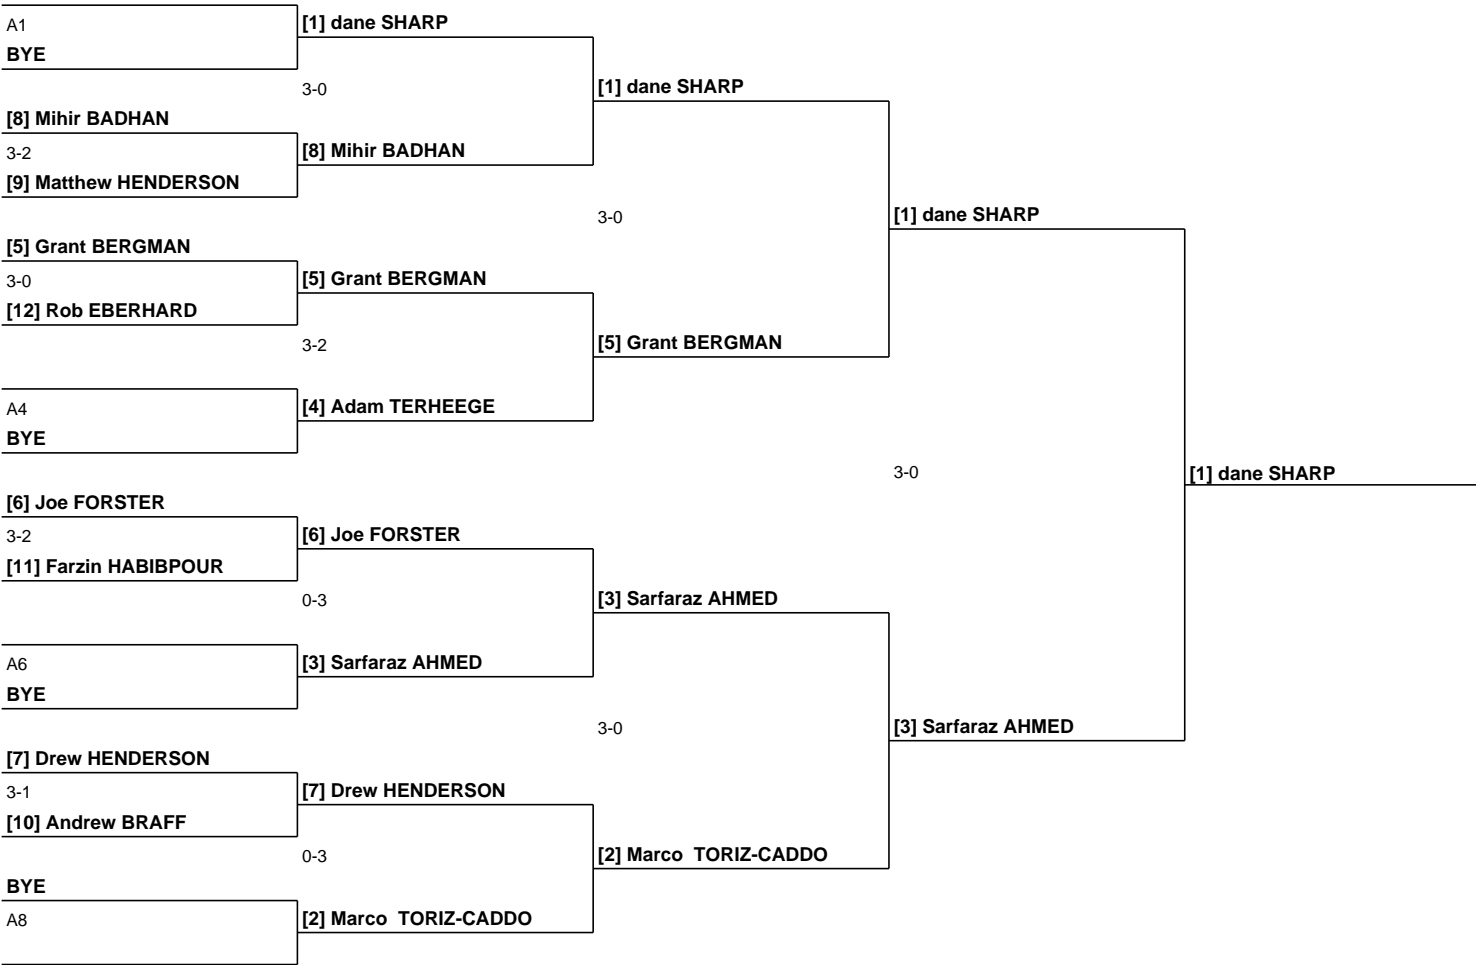 A1
BYE
[8] Mihir BADHAN
3-2
[9] Matthew HENDERSON
[5] Grant BERGMAN
3-0
[12] Rob EBERHARD
A4
BYE
[6] Joe FORSTER
3-2
[11] Farzin HABIBPOUR
A6
BYE
[7] Drew HENDERSON
3-1
[10] Andrew BRAFF
BYE
A8
[1] dane SHARP
3-0
[8] Mihir BADHAN
[5] Grant BERGMAN
3-2
[4] Adam TERHEEGE
[6] Joe FORSTER
0-3
[3] Sarfaraz AHMED
[7] Drew HENDERSON
0-3
[2] Marco  TORIZ-CADDO
[1] dane SHARP
3-0
[5] Grant BERGMAN
[3] Sarfaraz AHMED
3-0
[2] Marco  TORIZ-CADDO
[1] dane SHARP
3-0
[3] Sarfaraz AHMED
[1] dane SHARP